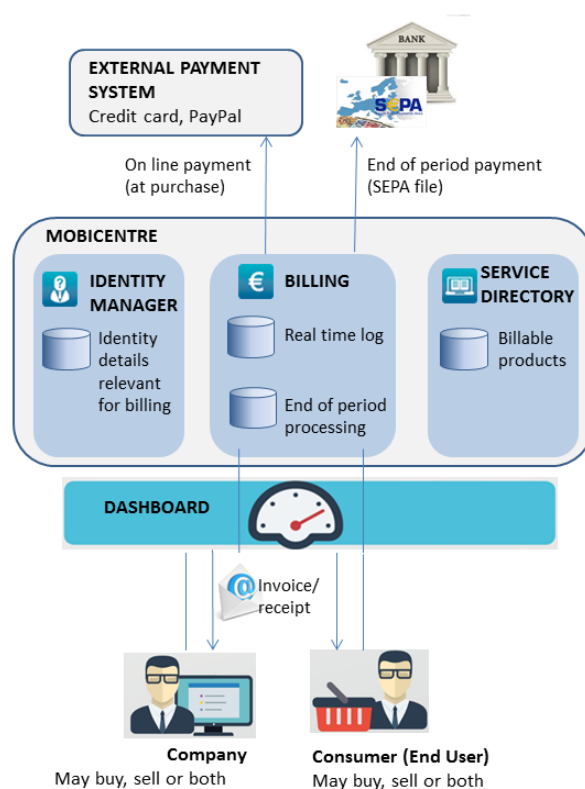 BANK
EXTERNAL PAYMENT
SYSTEM
Credit card, PayPal
SEPA
On line payment
(at purchase)
End of period payment
(SEPA file)
MOBICENTRE
IDENTITY
MANAGER
Identity
details
relevant
for billing
€
BILLING
Real time log
End of period
processing
SERVICE
DIRECTORY
Billable
products
DASHBOARD
@
Invoice/
receipt
Company
May buy, sell or both
Consumer (End User)
May buy, sell or both